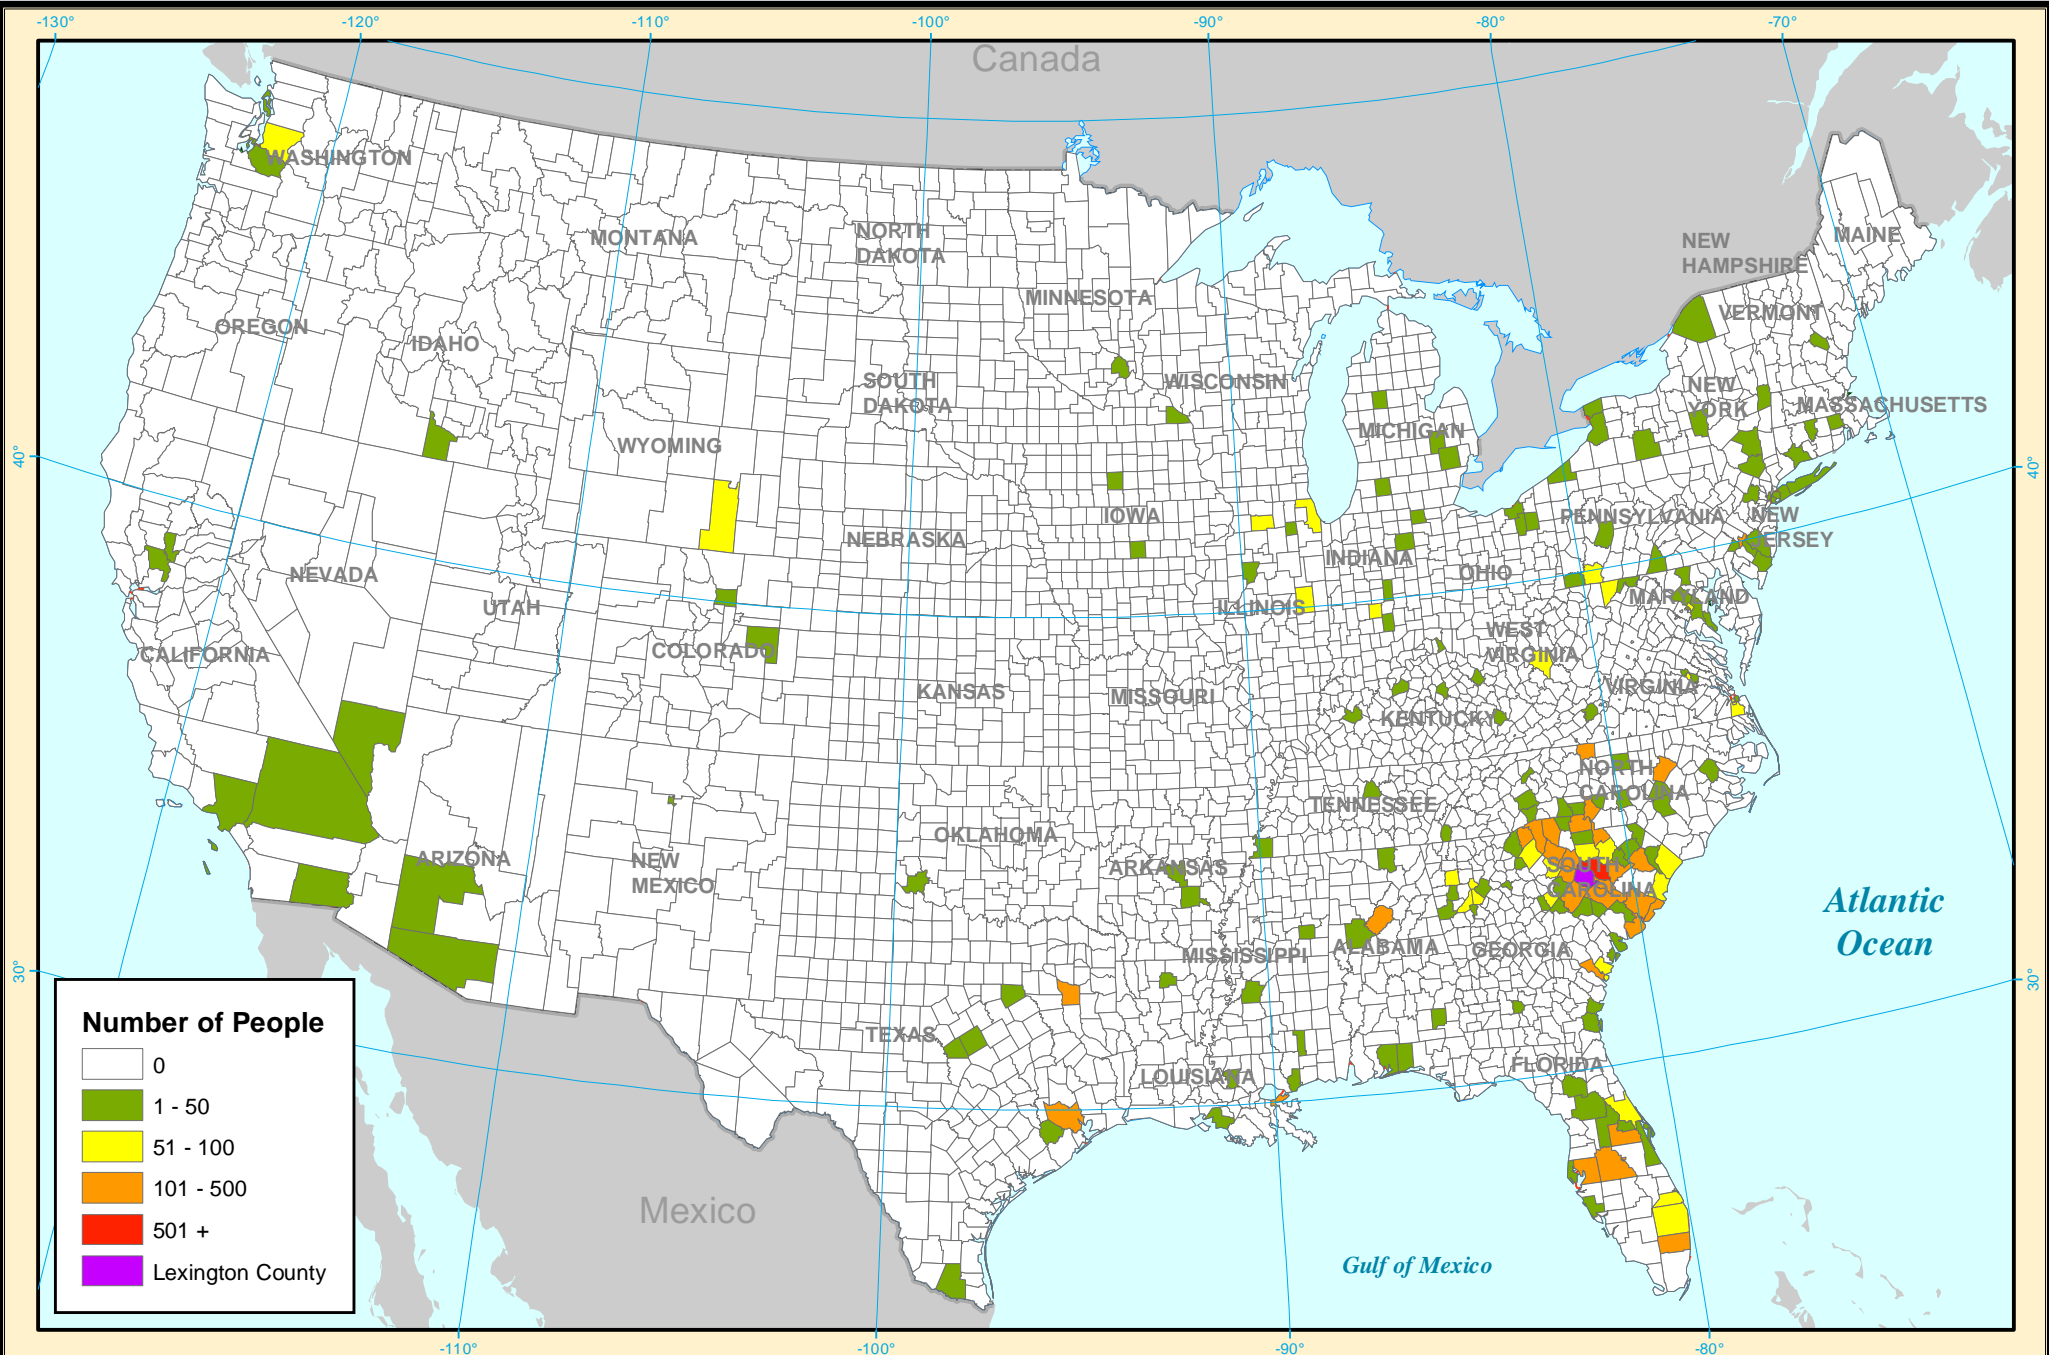 -130°
-120°
-110°
-100°
-90°
-80°
-70°
Canada
WASHINGTON
MONTANA
NORTH
DAKOTA
MINNESOTA
NEW
HAMPSHIRE
MAINE
VERMONT
OREGON
IDAHO
SOUTH
DAKOTA
WISCONSIN
NEW
YORK
MASSACHUSETTS
MICHIGAN
WYOMING
40°
40°
IOWA
NEBRASKA
PENNSYLVANIA
NEW
JERSEY
INDIANA
OHIO
NEVADA
UTAH
ILLINOIS
MARYLAND
WEST
VIRGINIA
CALIFORNIA
COLORADO
KANSAS
MISSOURI
VIRGINIA
KENTUCKY
NORTH
CAROLINA
TENNESSEE
OKLAHOMA
ARIZONA
NEW
MEXICO
ARKANSAS
SOUTH
CAROLINA
Atlantic
Ocean
MISSISSIPPI
ALABAMA
GEORGIA
30°
30°
TEXAS
LOUISIANA
FLORIDA
Mexico
Gulf of Mexico
Number of People
0
1 - 50
51 - 100
101 - 500
501 +
Lexington County
-110°
-100°
-90°
-80°